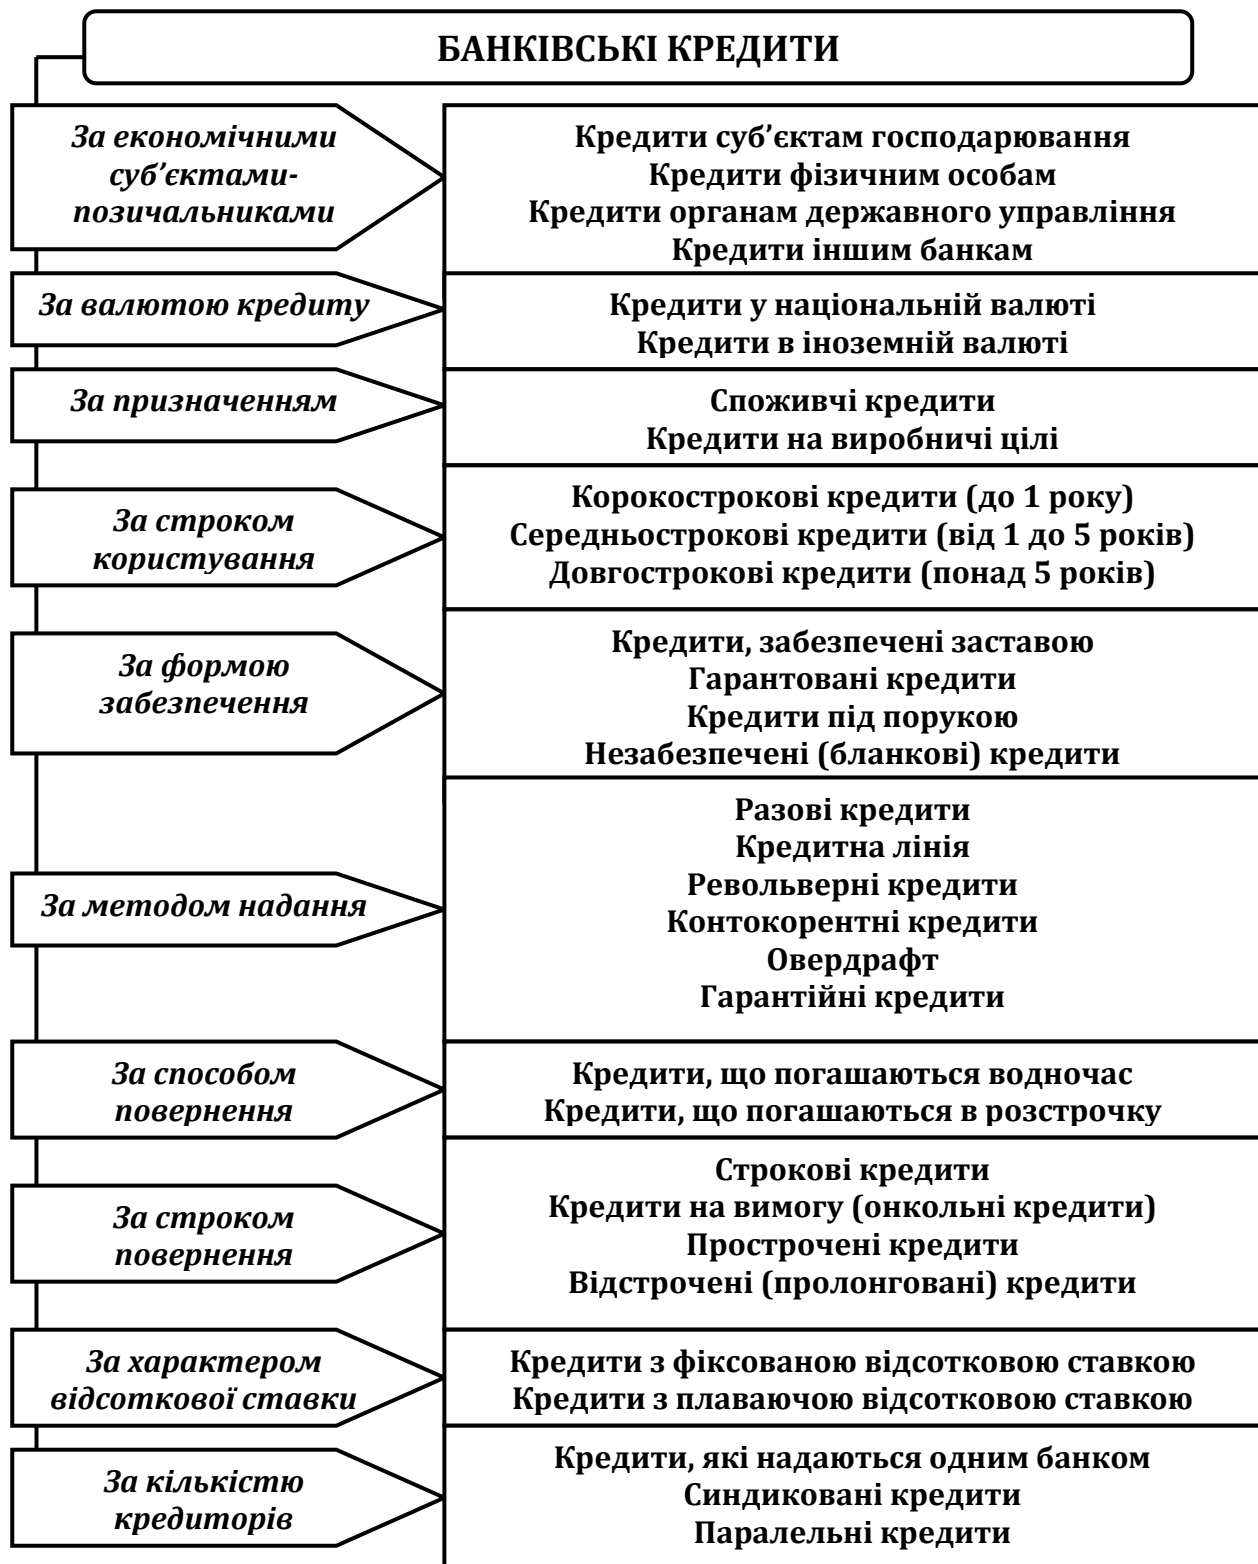 БАНКІВСЬКІ КРЕДИТИ
За економічними
суб’єктами-
позичальниками
Кредити суб’єктам господарювання
Кредити фізичним особам
Кредити органам державного управління
Кредити іншим банкам
За валютою кредиту
Кредити у національній валюті
Кредити в іноземній валюті
За призначенням
Споживчі кредити
Кредити на виробничі цілі
За строком
користування
Корокострокові кредити (до 1 року)
Середньострокові кредити (від 1 до 5 років)
Довгострокові кредити (понад 5 років)
За формою
забезпечення
Кредити, забезпечені заставою
Гарантовані кредити
Кредити під порукою
Незабезпечені (бланкові) кредити
За методом надання
Разові кредити
Кредитна лінія
Револьверні кредити
Контокорентні кредити
Овердрафт
Гарантійні кредити
За способом
повернення
Кредити, що погашаються водночас
Кредити, що погашаються в розстрочку
За строком
повернення
Строкові кредити
Кредити на вимогу (онкольні кредити)
Прострочені кредити
Відстрочені (пролонговані) кредити
За характером
відсоткової ставки
Кредити з фіксованою відсотковою ставкою
Кредити з плаваючою відсотковою ставкою
За кількістю
кредиторів
Кредити, які надаються одним банком
Синдиковані кредити
Паралельні кредити